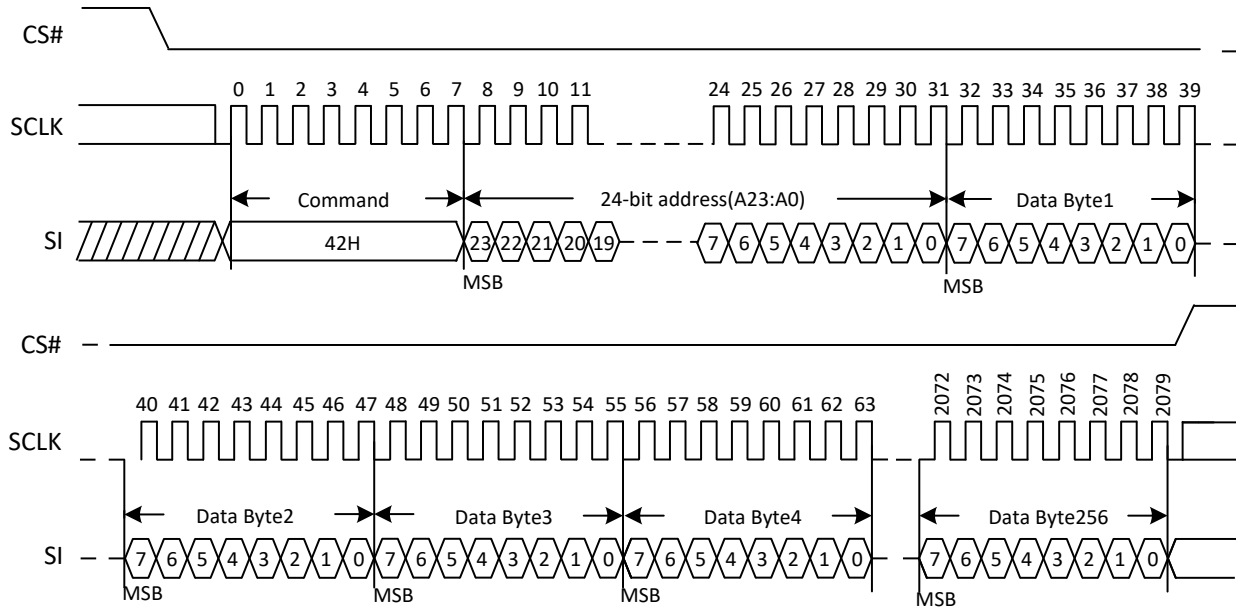 CS#
0 1 2 3 4 5 6 7 8 9 10 11 24 25 26 27 28 29 30 31 32 33 34 35 36 37 38 39
SCLK
Command 24-bit address(A23:A0) Data Byte1
SI 42H 23 22 21 20 19 7 6 5 4 3 2 1 0 7 6 5 4 3 2 1 0
MSB MSB
CS#
40 41 42 43 44 45 46 47 48 49 50 51 52 53 54 55 56 57 58 59 60 61 62 63 2072 2073 2074 2075 2076 2077 2078 2079
SCLK
Data Byte2 Data Byte3 Data Byte4 Data Byte256
SI 7 6 5 4 3 2 1 0 7 6 5 4 3 2 1 0 7 6 5 4 3 2 1 0 7 6 5 4 3 2 1 0
MSB MSB MSB MSB